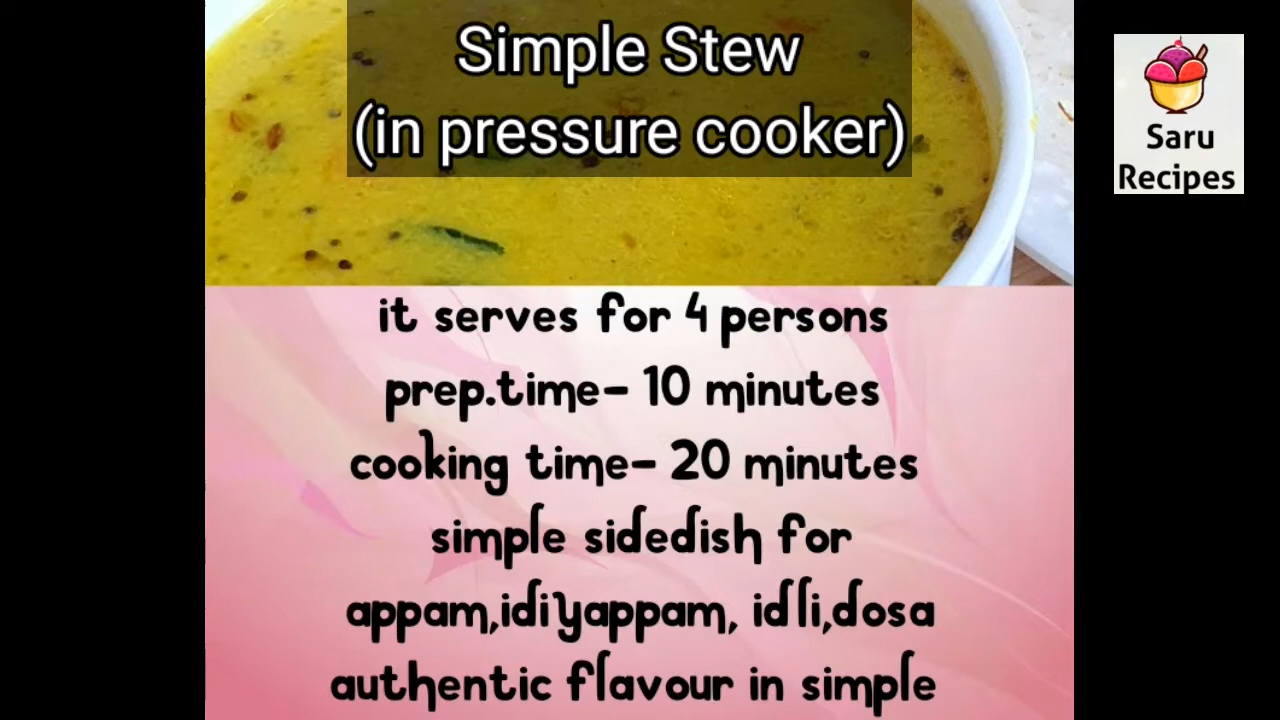 Simple Stew
(in pressure cooker)
Saru
Recipes
it serves for 4 persons
prep.time- 10 minutes
cooking time- 20 minutes
simple sidedish for
appam,idiyappam, idli,dosa
authentic flavour in simple